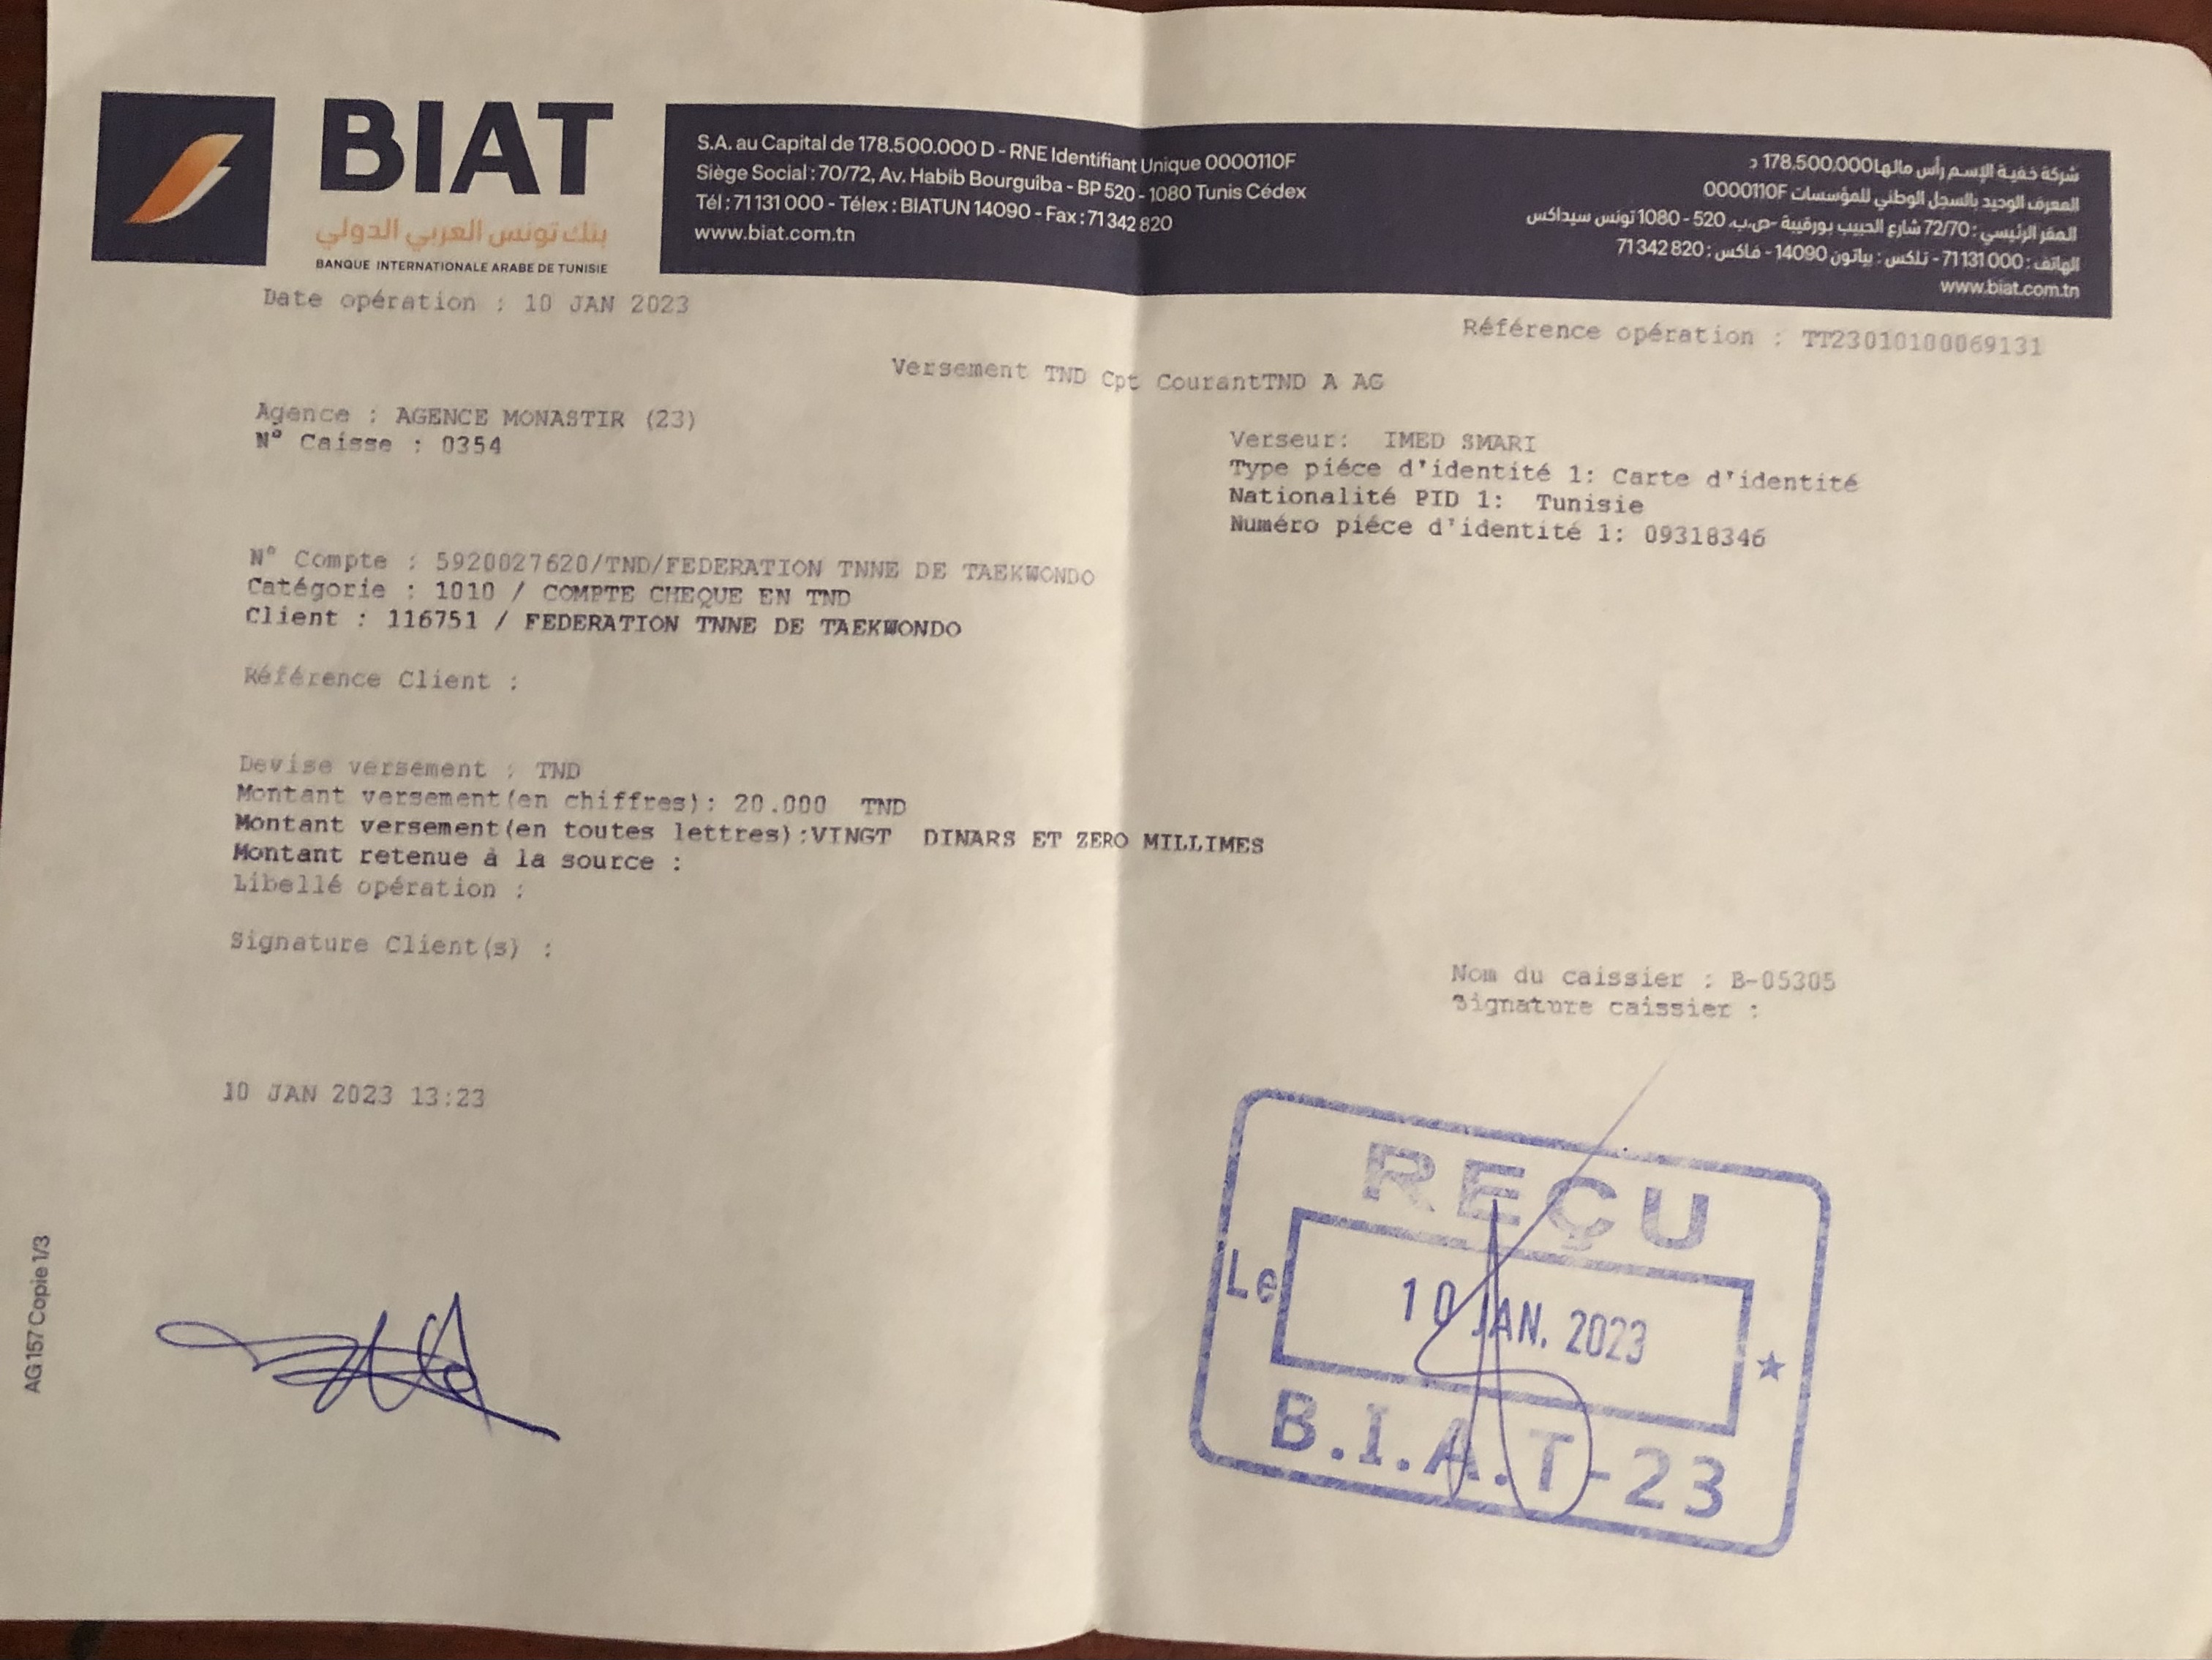 BIAT
بنك تونس العربي الدولي
BANQUE INTERNATIONALE ARABE DE TUNISIE
S.A. au Capital de 178.500.000 D - RNE Identifiant Unique 0000110F
Siège Social : 70/72, Av. Habib Bourguiba - BP 520 - 1080 Tunis Cédex
Tél : 71 131 000 - Télex : BIATUN 14090 - Fax : 71 342 820
www.biat.com.tn
شركة خفية الإسم رأس مالها 178.500.000 د
المعرف الوحيد بالسجل الوطني للمؤسسات 0000110F
المقر الرئيسي : 72/70 شارع الحبيب بورقيبة -ص.ب. 520 - 1080 تونس سيداكس
الهاتف : 71 131 000 - تلكس : بياتون 14090 - فاكس : 71 342 820
www.biat.com.tn
Date opération : 10 JAN 2023
Référence opération : TT23010100069131
Versement TND Cpt CourantTND A AG
Agence : AGENCE MONASTIR (23)
N° Caisse : 0354
Verseur: IMED SMARI
Type piéce d'identité 1: Carte d'identité
Nationalité PID 1: Tunisie
Numéro piéce d'identité 1: 09318346
N° Compte : 5920027620/TND/FEDERATION TNNE DE TAEKWONDO
Catégorie : 1010 / COMPTE CHEQUE EN TND
Client : 116751 / FEDERATION TNNE DE TAEKWONDO
Référence Client :
Devise versement : TND
Montant versement(en chiffres): 20.000 TND
Montant versement(en toutes lettres):VINGT DINARS ET ZERO MILLIMES
Montant retenue à la source :
Libellé opération :
Signature Client(s) :
Nom du caissier : B-05305
Signature caissier :
10 JAN 2023 13:23
REÇU
Le 10 JAN. 2023
B.I.A.T-23
AG 157 Copie 1/3